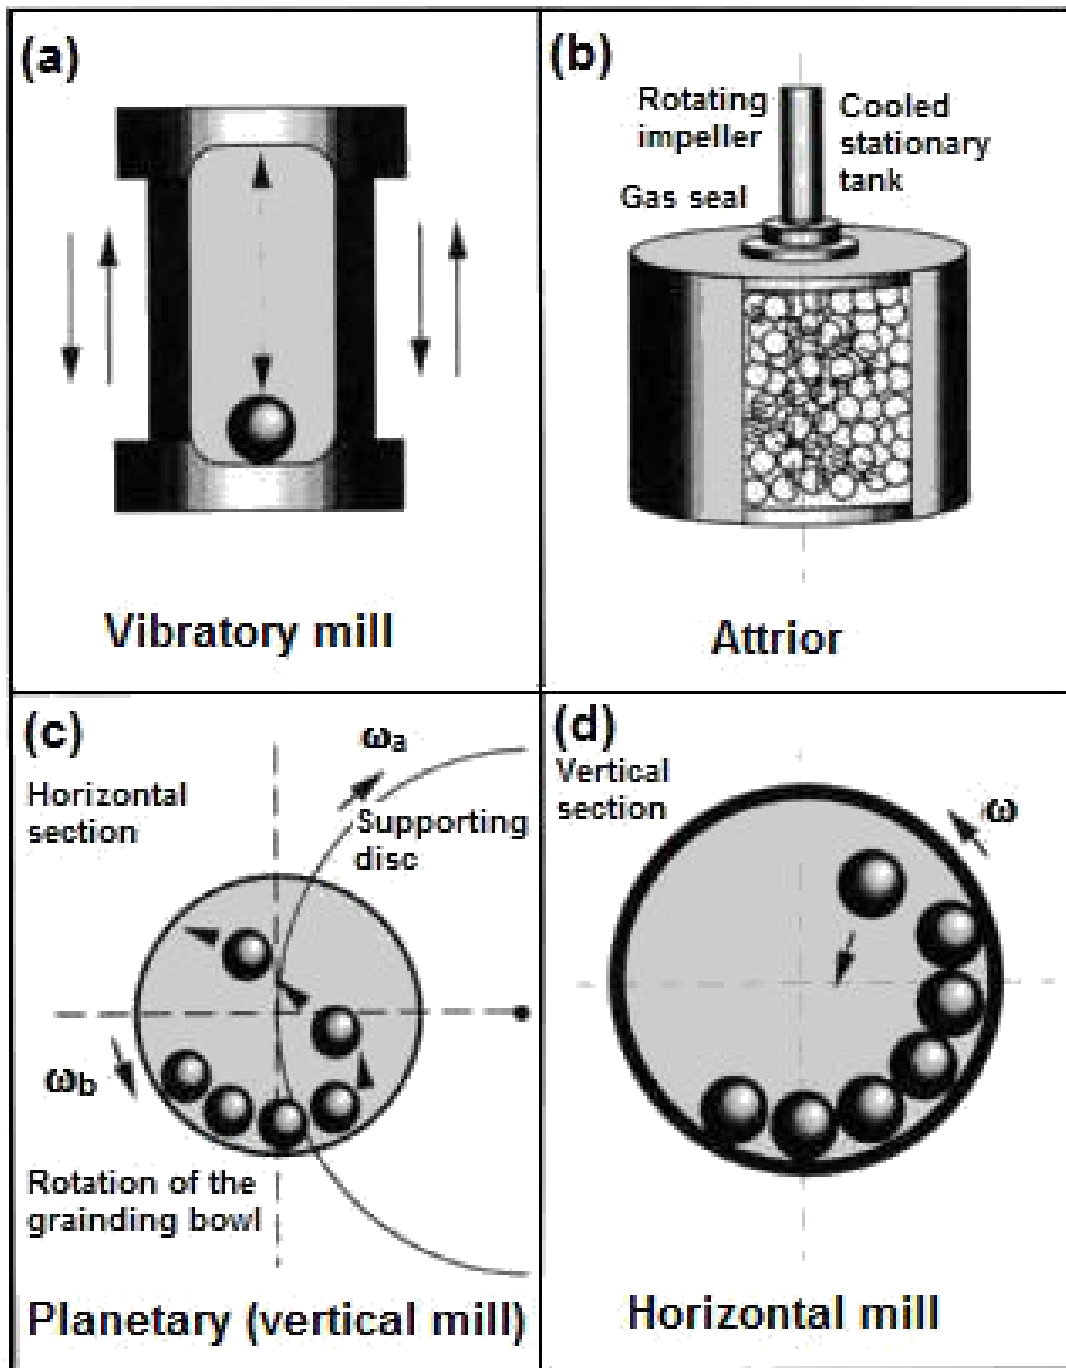 (a)
Vibratory mill
(b)
Rotating
impeller
Cooled
stationary
tank
Gas seal
Attrior
(c)
ωa
Horizontal
section
Supporting
disc
ωb
Rotation of the
grainding bowl
Planetary (vertical mill)
(d)
Vertical
section
ω
Horizontal mill